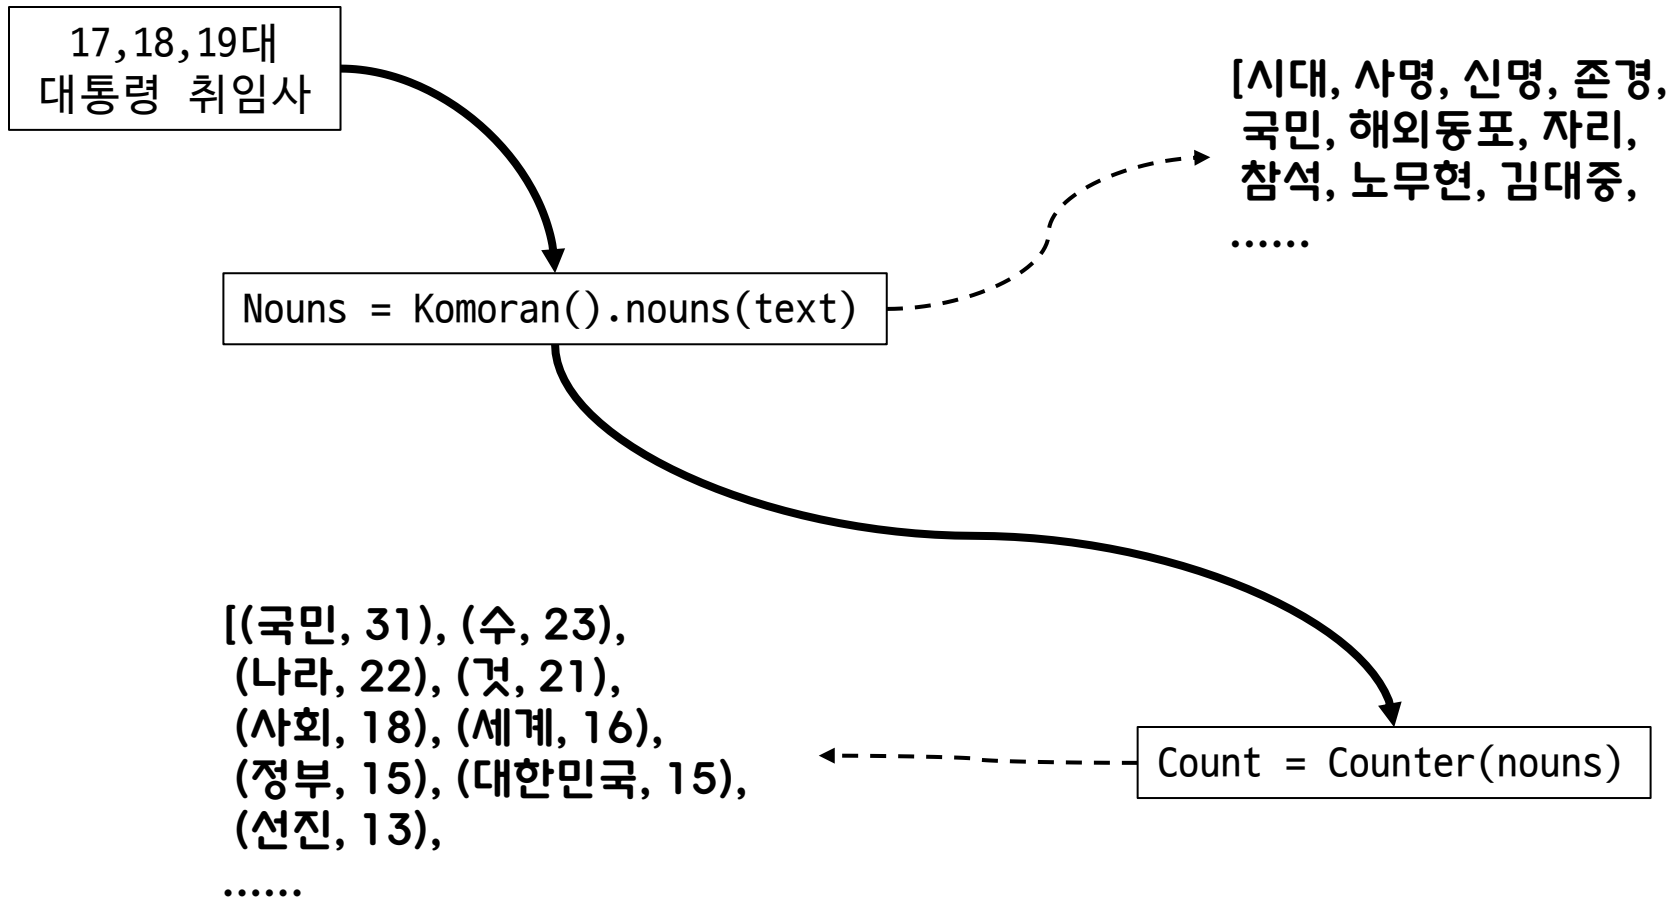 17,18,19대
대통령 취임사
[시대, 사명, 신명, 존경,
국민, 해외동포, 자리,
참석, 노무현, 김대중,
......
Nouns = Komoran().nouns(text)
[(국민, 31), (수, 23),
(나라, 22), (것, 21),
(사회, 18), (세계, 16),
(정부, 15), (대한민국, 15),
(선진, 13),
......
Count = Counter(nouns)